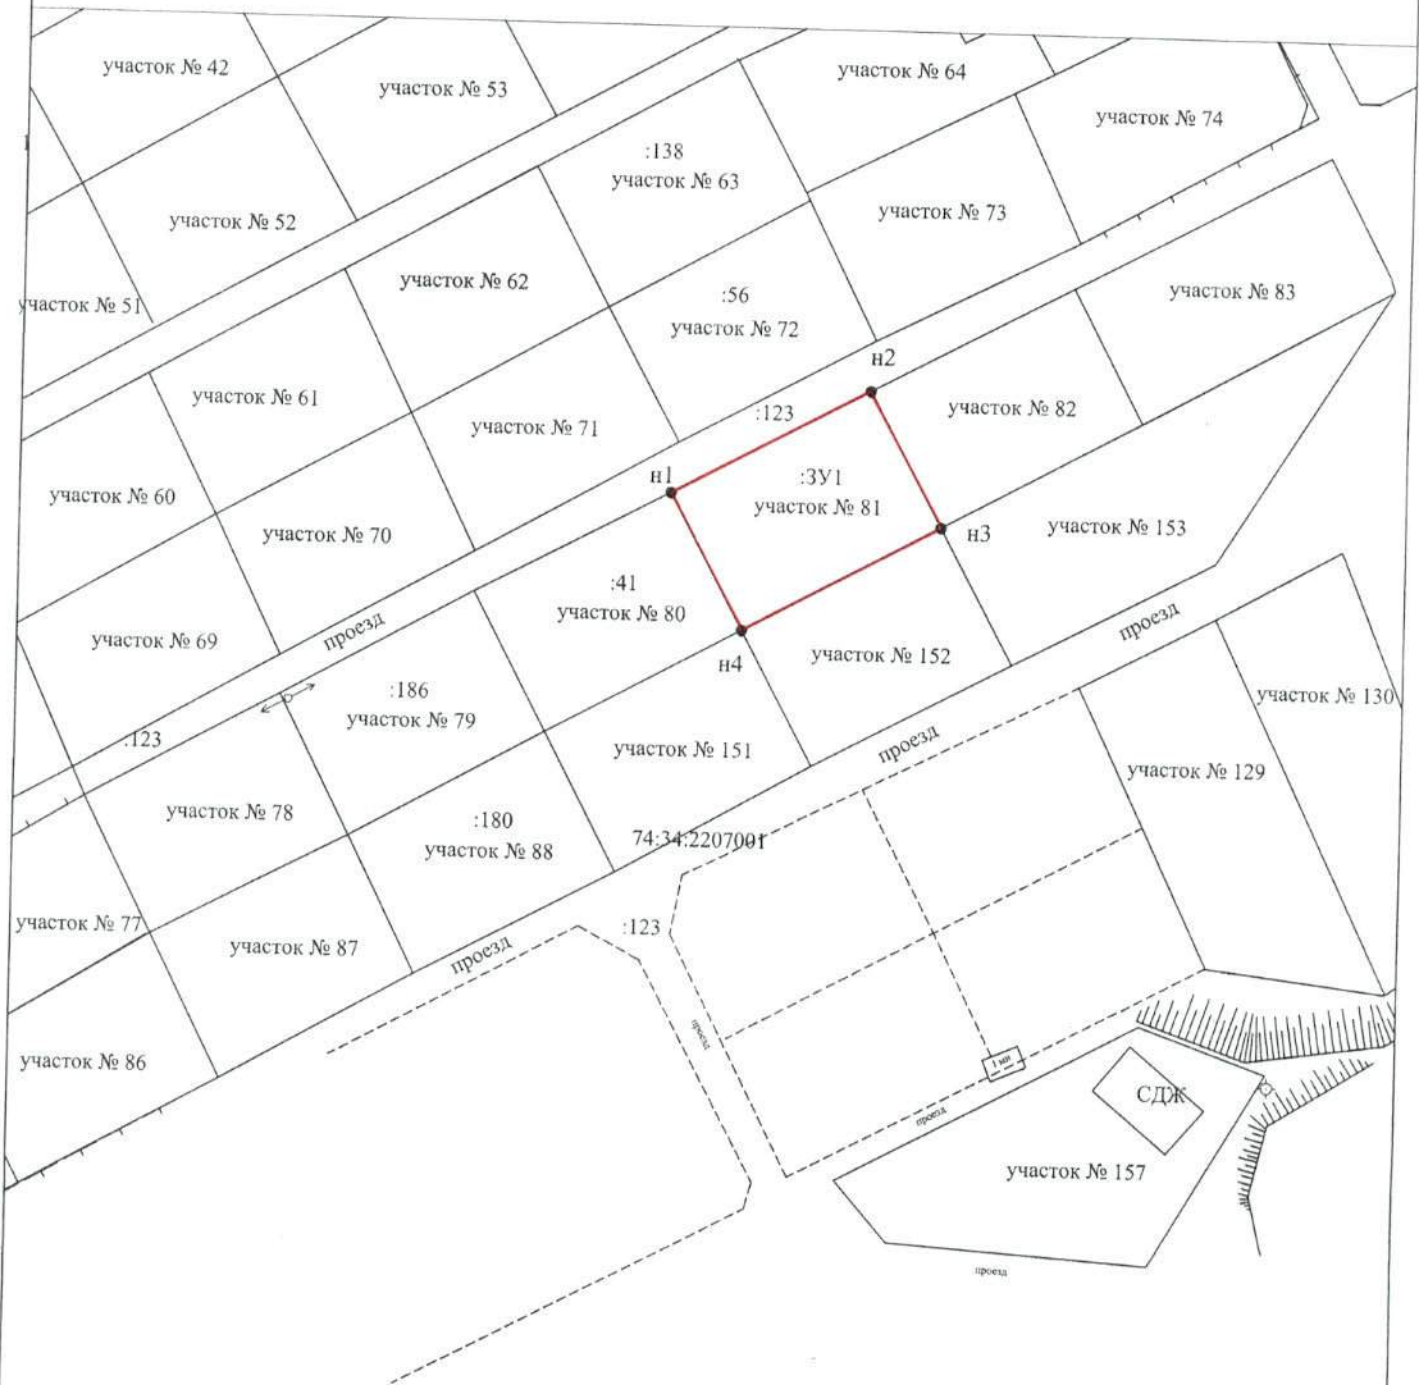 участок № 42
участок № 53
участок № 64
участок № 74
:138
участок № 63
участок № 52
участок № 73
участок № 51
участок № 62
:56
участок № 72
участок № 83
н2
участок № 61
участок № 71
:123
участок № 82
н1
:ЗУ1
участок № 81
участок № 60
участок № 70
н3
участок № 153
:41
участок № 80
участок № 69
проезд
проезд
н4
участок № 152
:186
участок № 79
участок № 130
:123
участок № 151
проезд
участок № 129
участок № 78
:180
участок № 88
74:34:2207001
участок № 77
:123
участок № 87
проезд
проезд
участок № 86
1 мн
СДЖ
проезд
участок № 157
проезд